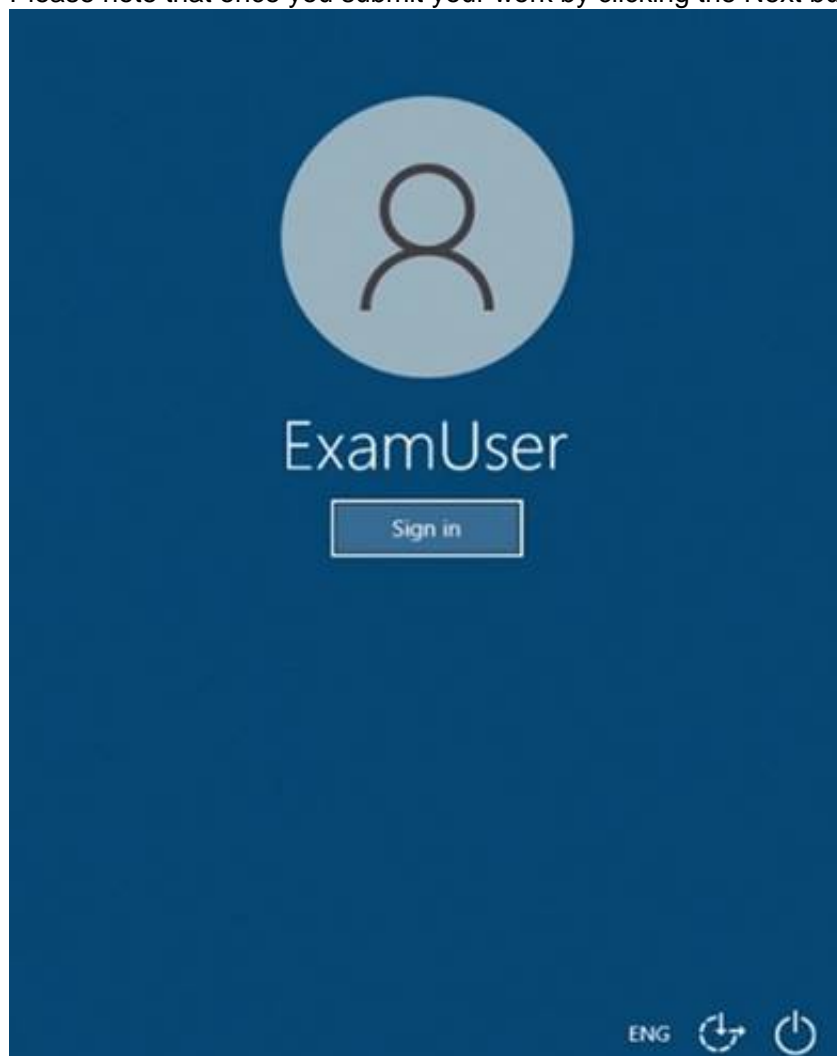 Please note that once you submit your work by clicking the Next
ExamUser
Sign in
ENG